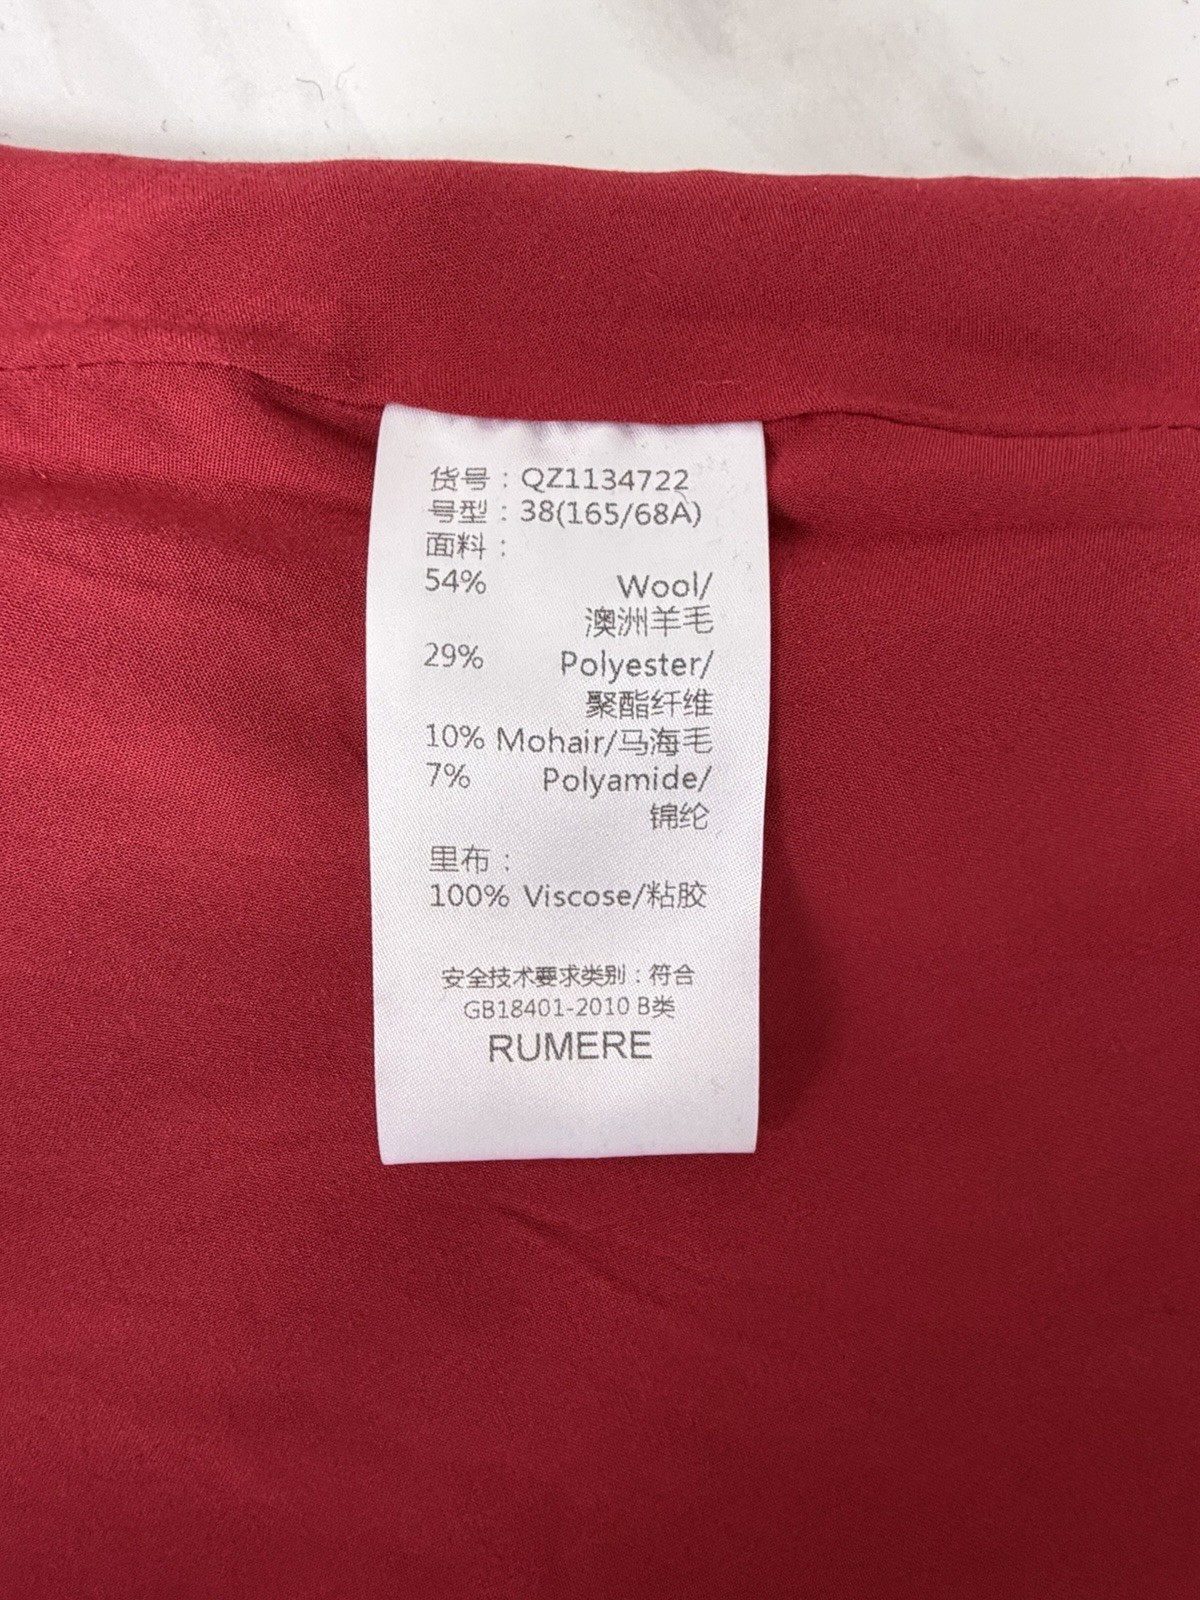 货号：QZ1134722
号型：38(165/68A)
面料：
54% Wool/
澳洲羊毛
29% Polyester/
聚酯纤维
10% Mohair/马海毛
7% Polyamide/
锦纶
里布：
100% Viscose/粘胶
安全技术要求类别：符合
GB18401-2010 B类
RUMERE